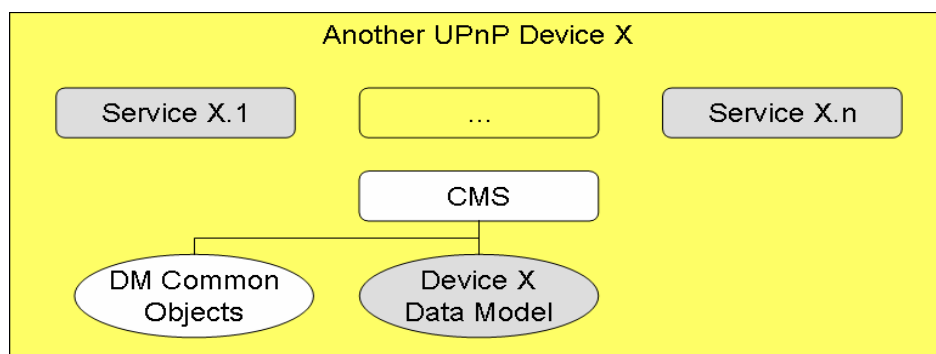 Another UPnP Device X
Service X.1
...
Service X.n
CMS
DM Common
Objects
Device X
Data Model